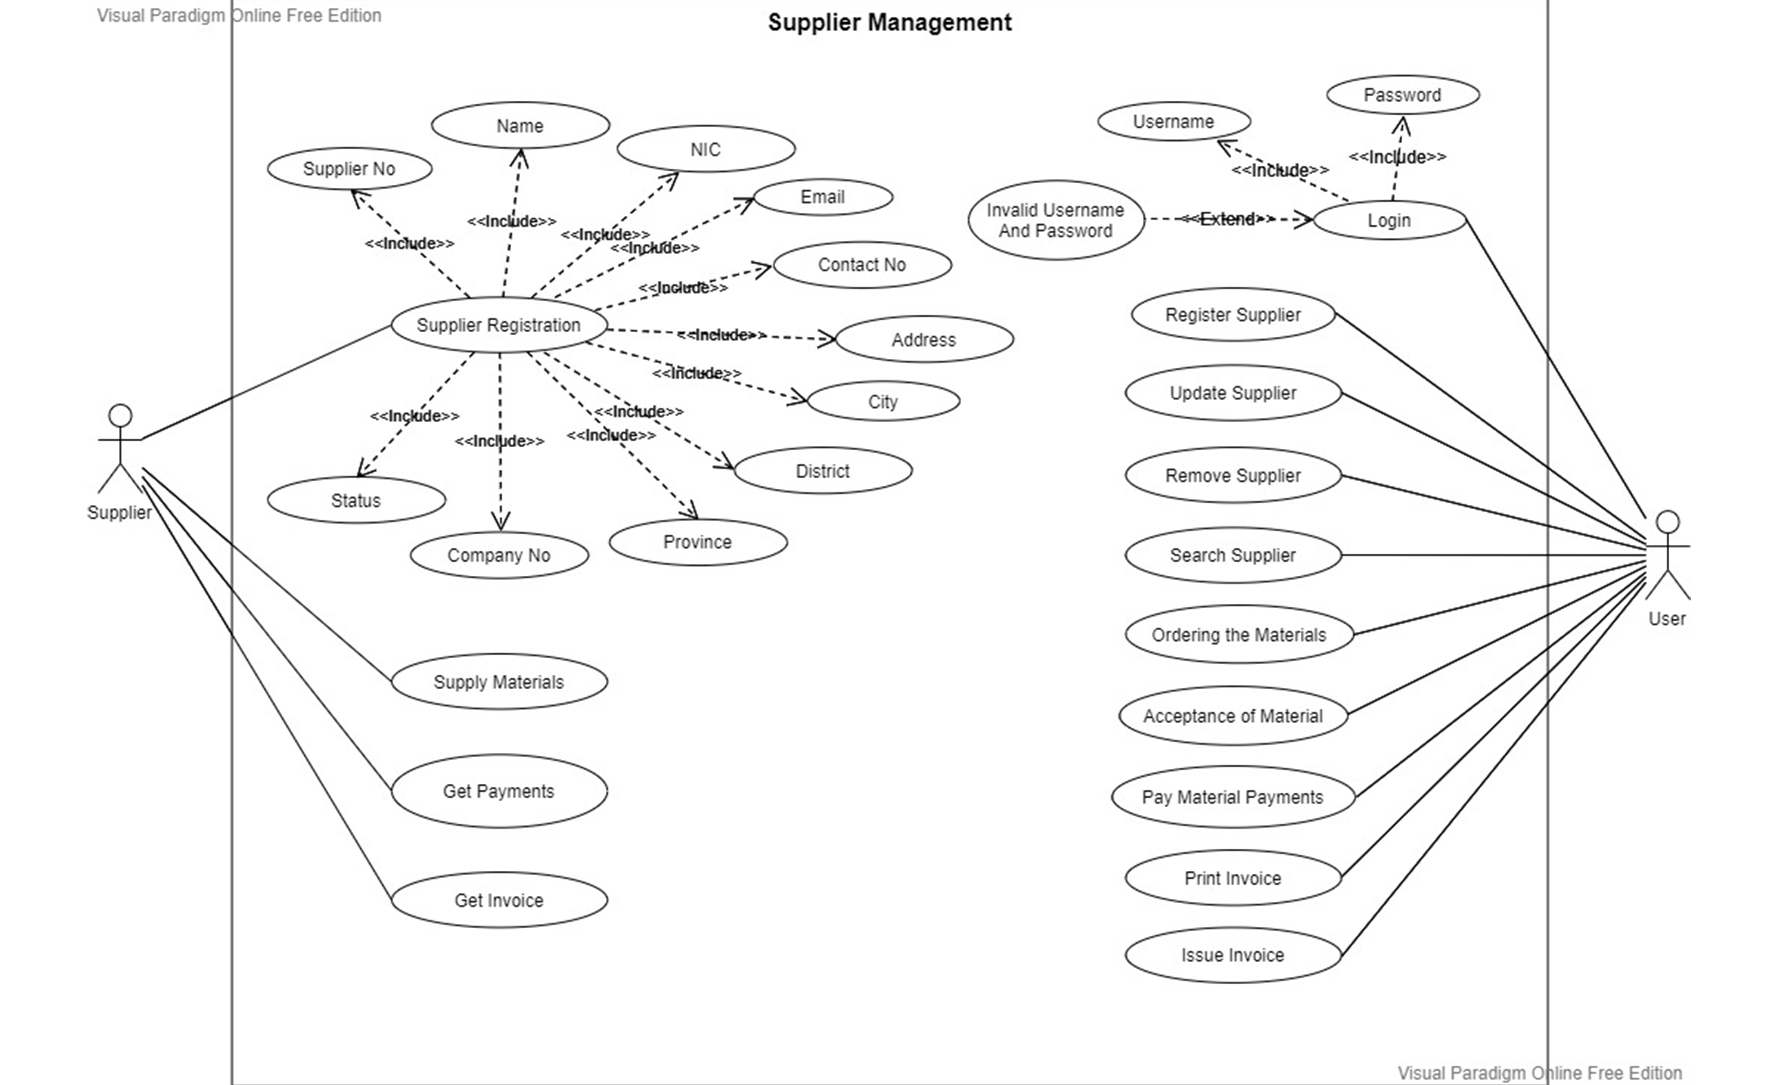 Visual Paradigm Online Free Edition
Supplier Management
Password
Username
Name
NIC
Supplier No
Email
<<Include>>
<<Include>>
Invalid Username
And Password
<<Extend>>
Login
<<Include>>
<<Include>>
<<Include>>
<<Include>>
Contact No
<<Include>>
Supplier Registration
Register Supplier
<<Include>>
Address
<<Include>>
City
Update Supplier
<<Include>>
<<Include>>
<<Include>>
<<Include>>
District
Remove Supplier
Status
Supplier
Company No
Province
Search Supplier
User
Ordering the Materials
Supply Materials
Acceptance of Material
Get Payments
Pay Material Payments
Print Invoice
Get Invoice
Issue Invoice
Visual Paradigm Online Free Edition